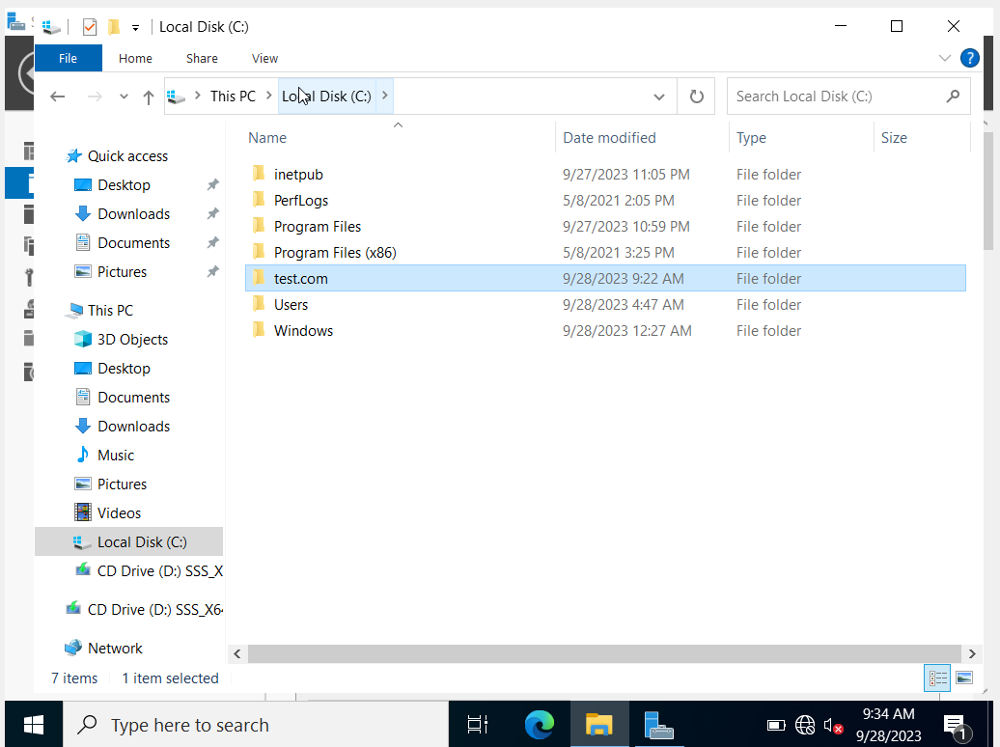 Local Disk (C:)
File Home Share View
This PC Local Disk (C:) Search Local Disk (C:)
Name Date modified Type Size
Quick access
Desktop
Downloads
Documents
Pictures
This PC
3D Objects
Desktop
Documents
Downloads
Music
Pictures
Videos
Local Disk (C:)
CD Drive (D:) SSS_X
CD Drive (D:) SSS_X64
Network
inetpub 9/27/2023 11:05 PM File folder
PerfLogs 5/8/2021 2:05 PM File folder
Program Files 9/27/2023 10:59 PM File folder
Program Files (x86) 5/8/2021 3:25 PM File folder
test.com 9/28/2023 9:22 AM File folder
Users 9/28/2023 4:47 AM File folder
Windows 9/28/2023 12:27 AM File folder
7 items 1 item selected
Type here to search
9:34 AM
9/28/2023
1